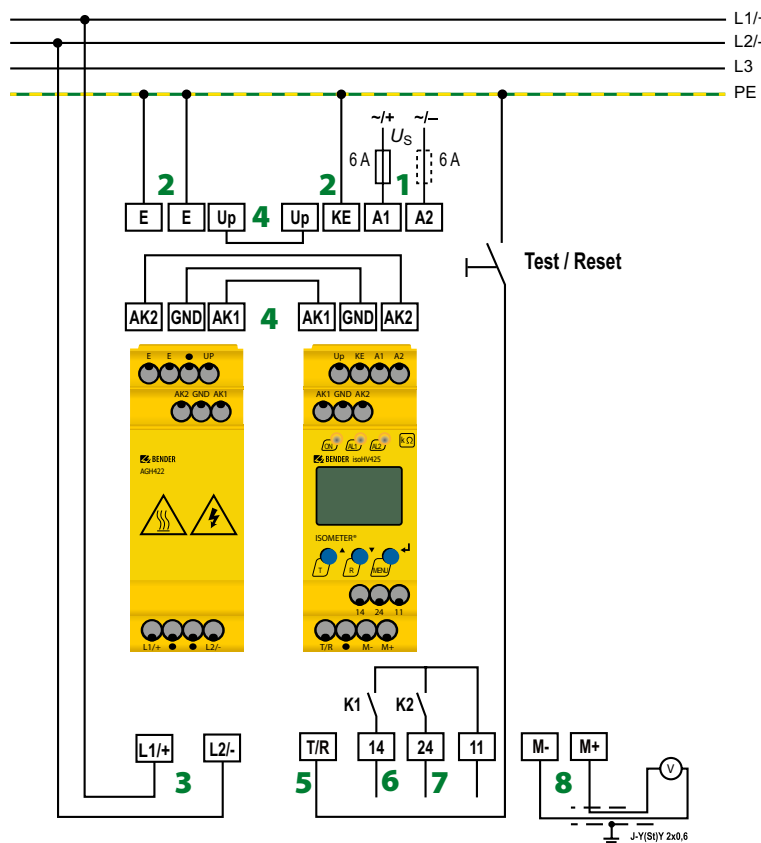 L1/+
L2/-
L3
PE
~/+ ~/–
US
6 A 6 A
2 2 1
E E Up 4 Up KE A1 A2
Test / Reset
AK2 GND AK1 4 AK1 GND AK2
E E UP
AK2 GND AK1
BENDER
AGH422
L1/+ L2/-
Up KE A1 A2
AK1 GND AK2
ON AL1 AL2 kΩ
BENDER isoHV425
ISOMETER®
T R MENU
14 24 11
T/R M- M+
K1 K2
L1/+ L2/- T/R 14 24 11 M- M+
3 5 6 7 8
V
J-Y(St)Y 2x0,6